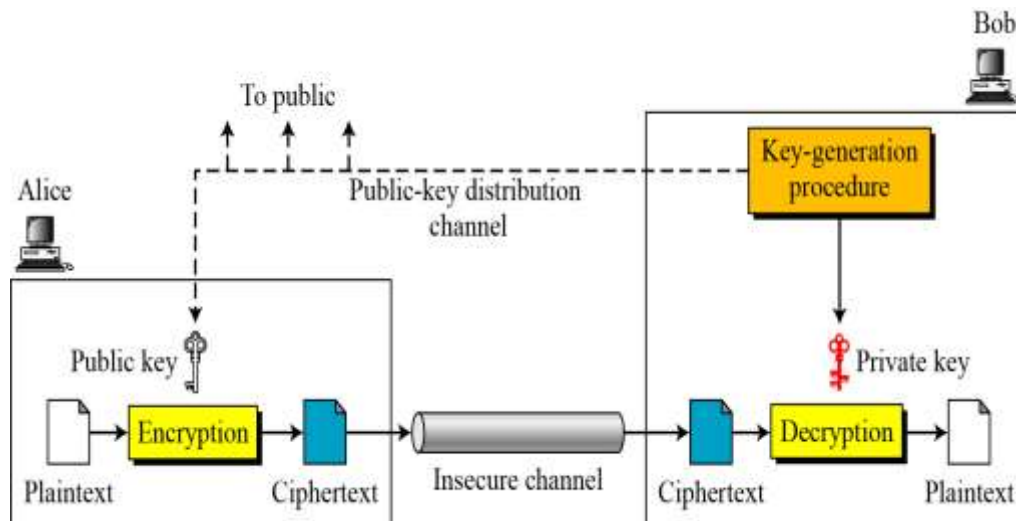 Bob
To public
Key-generation
procedure
Public-key distribution
channel
Alice
Public key
Private key
Encryption
Decryption
Insecure channel
Plaintext
Ciphertext
Ciphertext
Plaintext